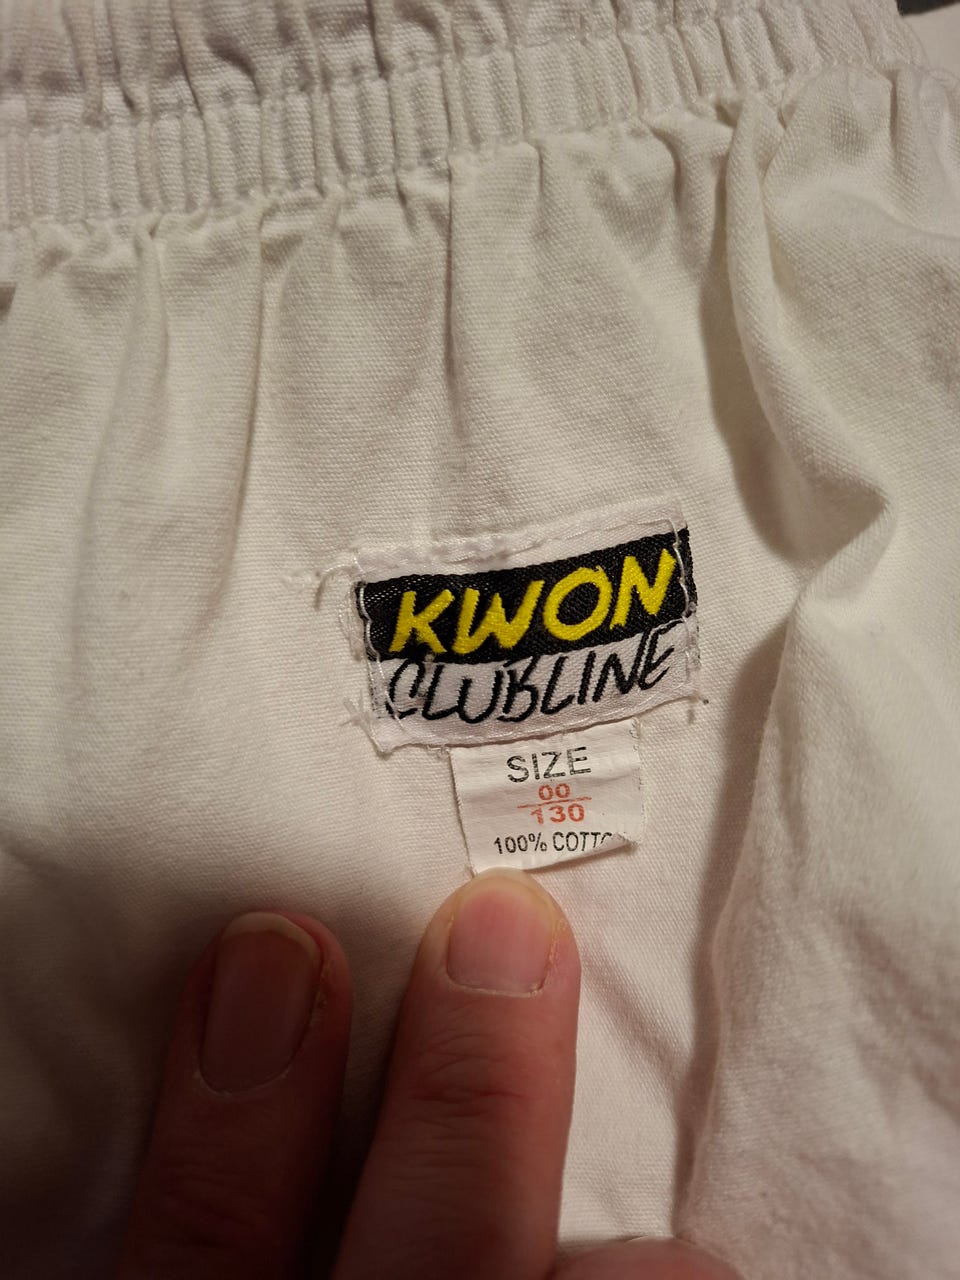 KWON
CLUBLINE
SIZE
00
130
100% COTTO